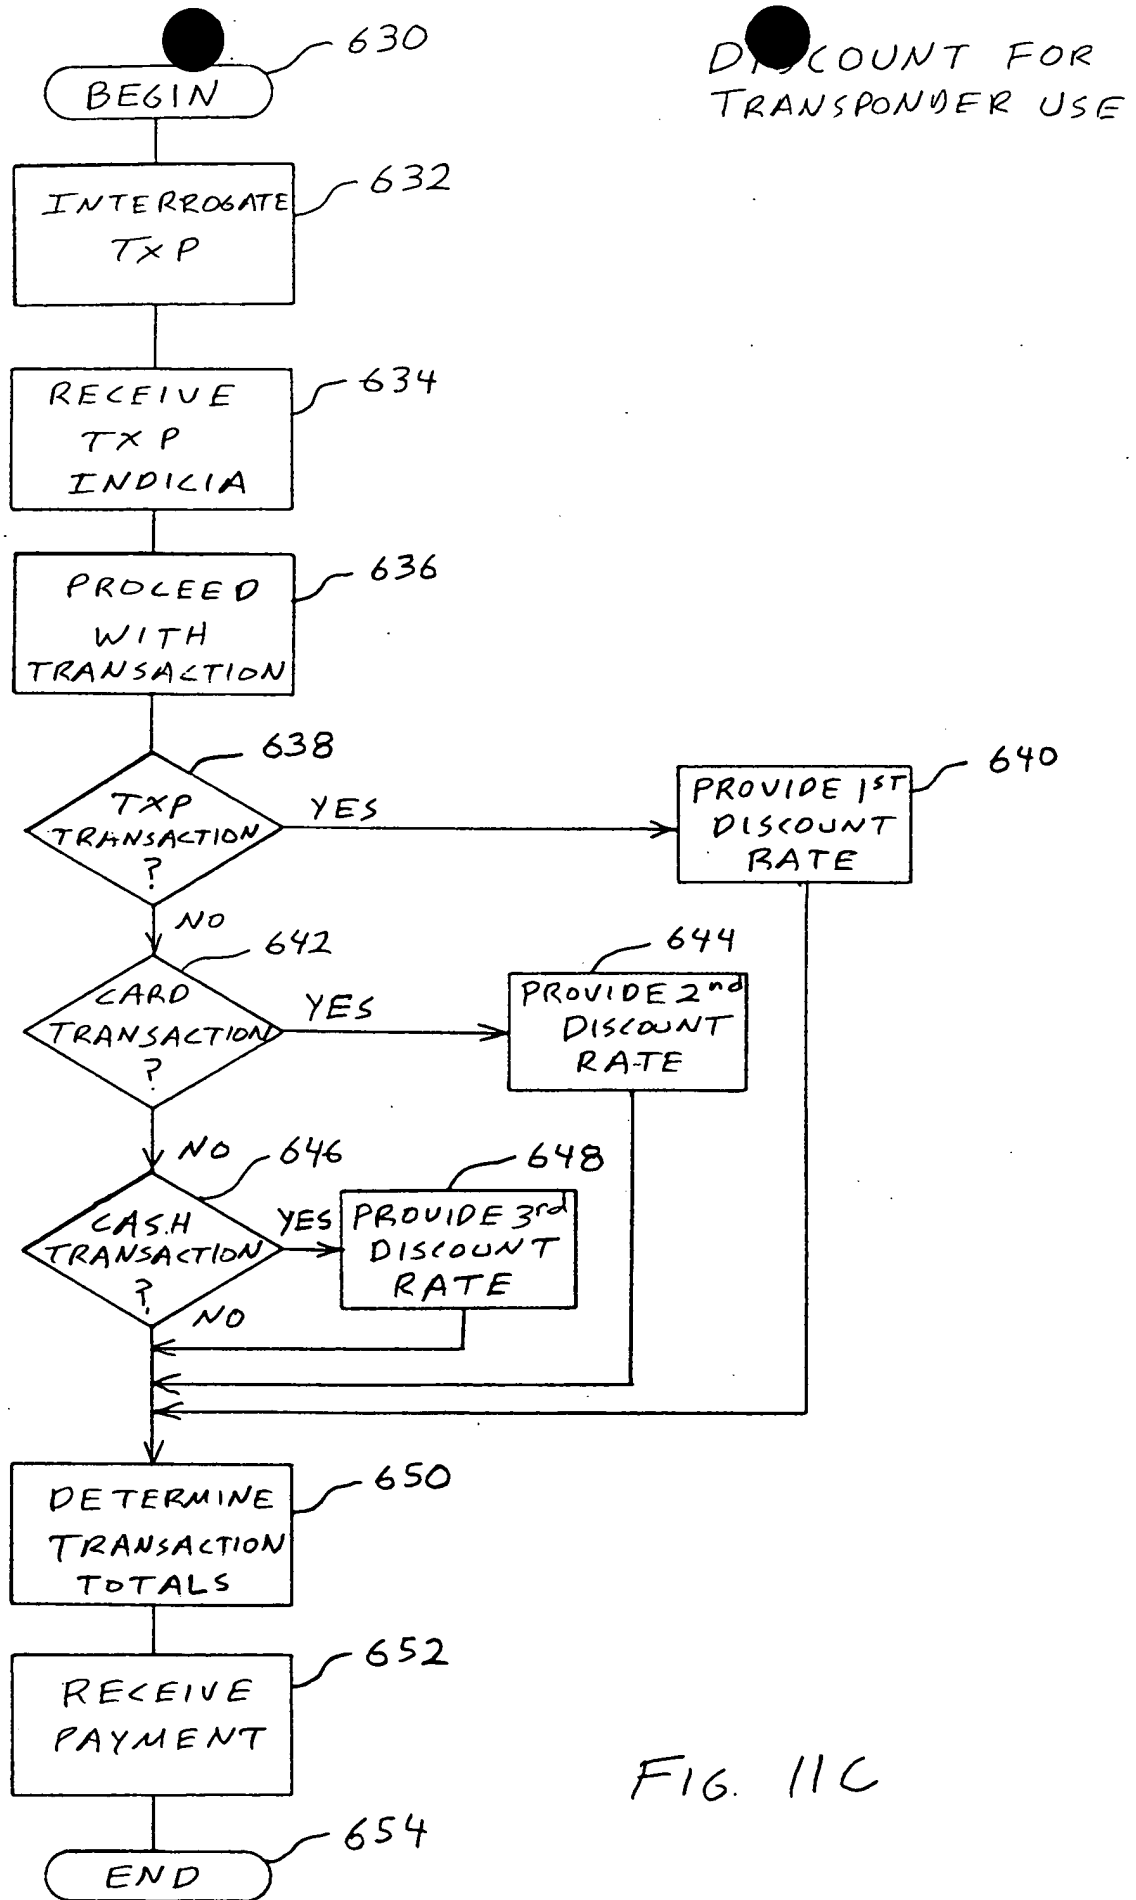 630
DISCOUNT FOR
TRANSPONDER USE
BEGIN
632
INTERROGATE
TXP
634
RECEIVE
TXP
INDICIA
636
PROCEED
WITH
TRANSACTION
638
TXP
TRANSACTION
?
YES
640
PROVIDE 1ST
DISCOUNT
RATE
NO
642
CARD
TRANSACTION
?
YES
644
PROVIDE 2nd
DISCOUNT
RATE
NO
646
CASH
TRANSACTION
?
YES
648
PROVIDE 3rd
DISCOUNT
RATE
NO
650
DETERMINE
TRANSACTION
TOTALS
652
RECEIVE
PAYMENT
654
END
FIG. 11C